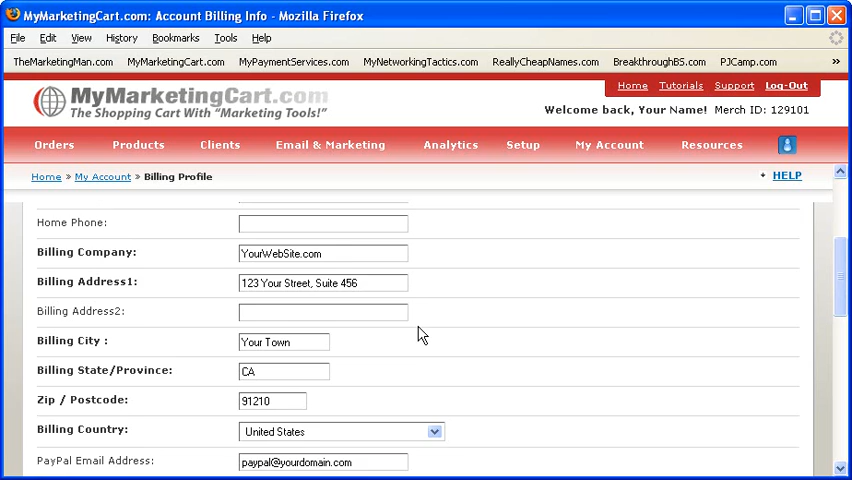 MyMarketingCart.com: Account Billing Info - Mozilla Firefox
File Edit View History Bookmarks Tools Help
TheMarketingMan.com MyMarketingCart.com MyPaymentServices.com MyNetworkingTactics.com ReallyCheapNames.com BreakthroughBS.com PJCamp.com »
Home | Tutorials | Support | Log-Out
MyMarketingCart.com
The Shopping Cart With "Marketing Tools!"
Welcome back, Your Name! Merch ID: 129101
Orders Products Clients Email & Marketing Analytics Setup My Account Resources
Home » My Account » Billing Profile
HELP
Home Phone:
Billing Company: YourWebSite.com
Billing Address1: 123 Your Street, Suite 456
Billing Address2:
Billing City : Your Town
Billing State/Province: CA
Zip / Postcode: 91210
Billing Country: United States
PayPal Email Address: paypal@yourdomain.com